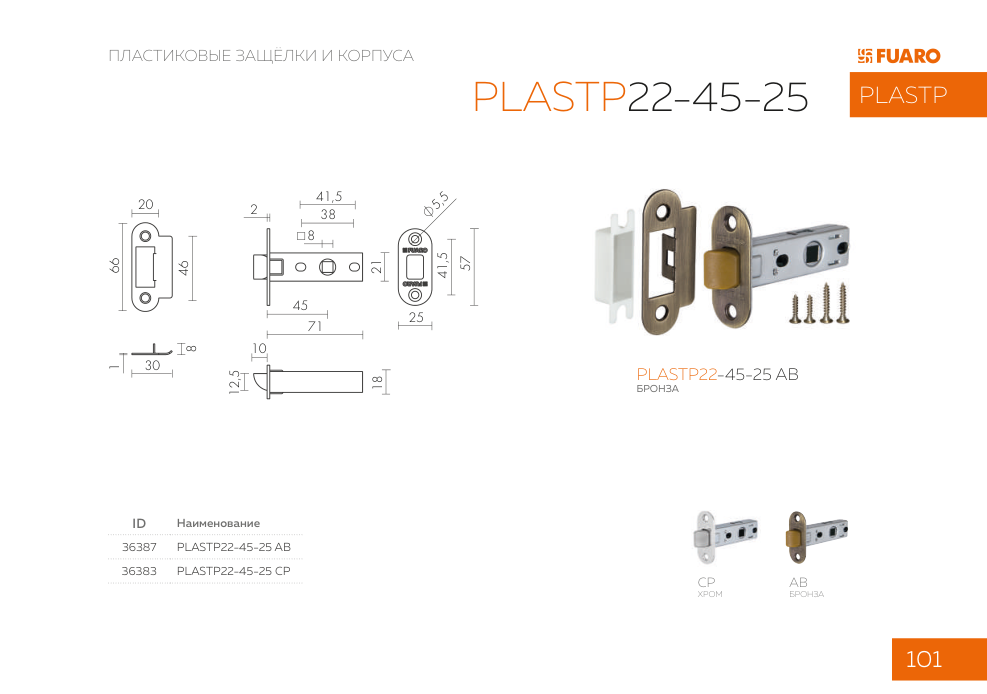 ПЛАСТИКОВЫЕ ЗАЩЁЛКИ И КОРПУСА
FUARO
PLASTP22-45-25
PLASTP
20
66
46
2
41,5
38
□8
21
45
71
Ø5,5
FUARO
FUARO
41,5
57
25
1
30
8
10
12,5
18
PLASTP22-45-25 AB
БРОНЗА
ID Наименование
36387 PLASTP22-45-25 AB
36383 PLASTP22-45-25 CP
CP
ХРОМ
AB
БРОНЗА
101